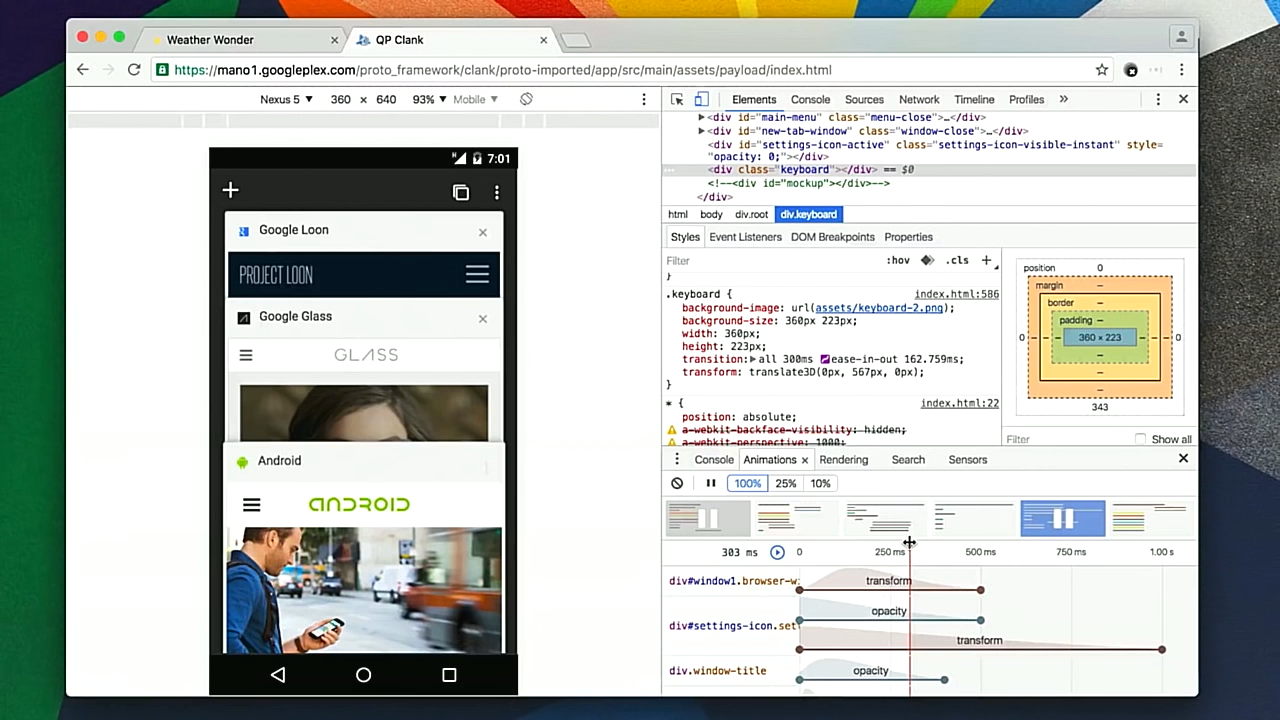 Weather Wonder
QP Clank
https://mano1.googleplex.com/proto_framework/clank/proto-imported/app/src/main/assets/payload/index.html
Nexus 5 ▼ 360 × 640 93% ▼ Mobile ▼
7:01
Google Loon
PROJECT LOON
Google Glass
GLASS
Android
ANDROID
Elements Console Sources Network Timeline Profiles »
▶<div id="main-menu" class="menu-close">…</div>
▶<div id="new-tab-window" class="window-close">…</div>
<div id="settings-icon-active" class="settings-icon-visible-instant" style=
"opacity: 0;"></div>
<div class="keyboard"></div> == $0
<!--<div id="mockup"></div>-->
</div>
html body div.root div.keyboard
Styles Event Listeners DOM Breakpoints Properties
Filter :hov .cls +
}
.keyboard { index.html:586
background-image: url(assets/keyboard-2.png);
background-size: 360px 223px;
width: 360px;
height: 223px;
transition:▶all 300ms ease-in-out 162.759ms;
transform: translate3D(0px, 567px, 0px);
}
* { index.html:22
position: absolute;
a-webkit-backface-visibility: hidden;
a-webkit-perspective: 1000;
position 0
margin –
border –
padding –
0 – – 360 × 223 – – 0
–
–
–
343
Filter Show all
Console Animations × Rendering Search Sensors
100% 25% 10%
303 ms 0 250 ms 500 ms 750 ms 1.00 s
div#window1.browser-w transform
opacity
div#settings-icon.set
transform
div.window-title opacity